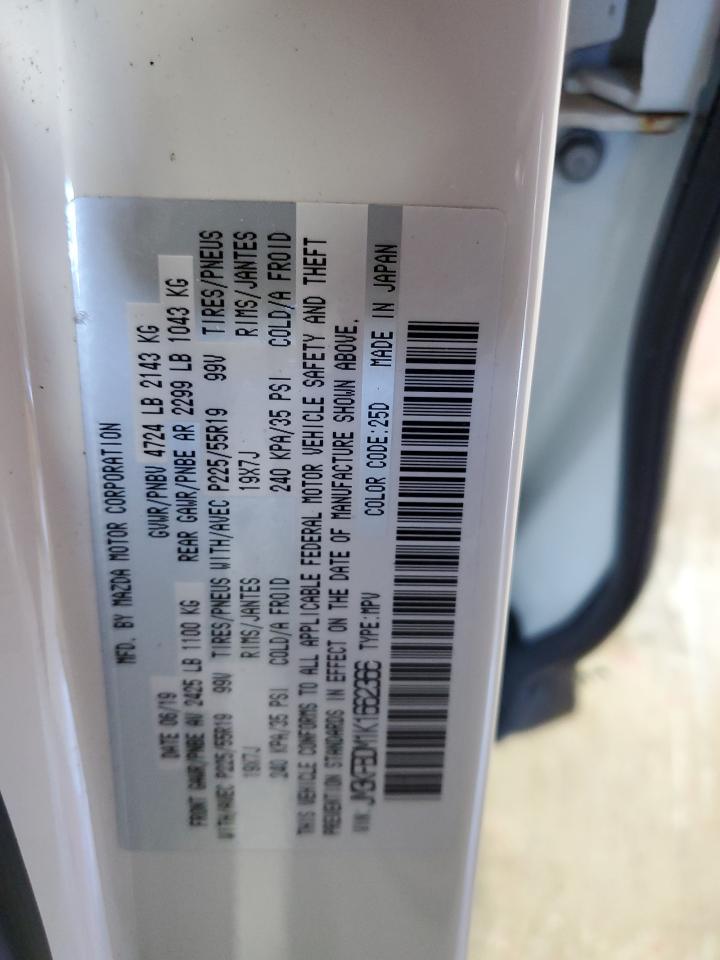 MFD. BY MAZDA MOTOR CORPORATION
DATE 06/19 GVWR/PNBV 4724 LB 2143 KG
FRONT GAWR/PNBE AV 2425 LB 1100 KG REAR GAWR/PNBE AR 2299 LB 1043 KG
WITH/AVEC P225/55R19 99V TIRES/PNEUS WITH/AVEC P225/55R19 99V TIRES/PNEUS
19X7J RIMS/JANTES 19X7J RIMS/JANTES
240 KPA/35 PSI COLD/A FROID 240 KPA/35 PSI COLD/A FROID
THIS VEHICLE CONFORMS TO ALL APPLICABLE FEDERAL MOTOR VEHICLE SAFETY AND THEFT
PREVENTION STANDARDS IN EFFECT ON THE DATE OF MANUFACTURE SHOWN ABOVE.
VIN:JM3KFBDM1K1662366 TYPE:MPV COLOR CODE:25D MADE IN JAPAN